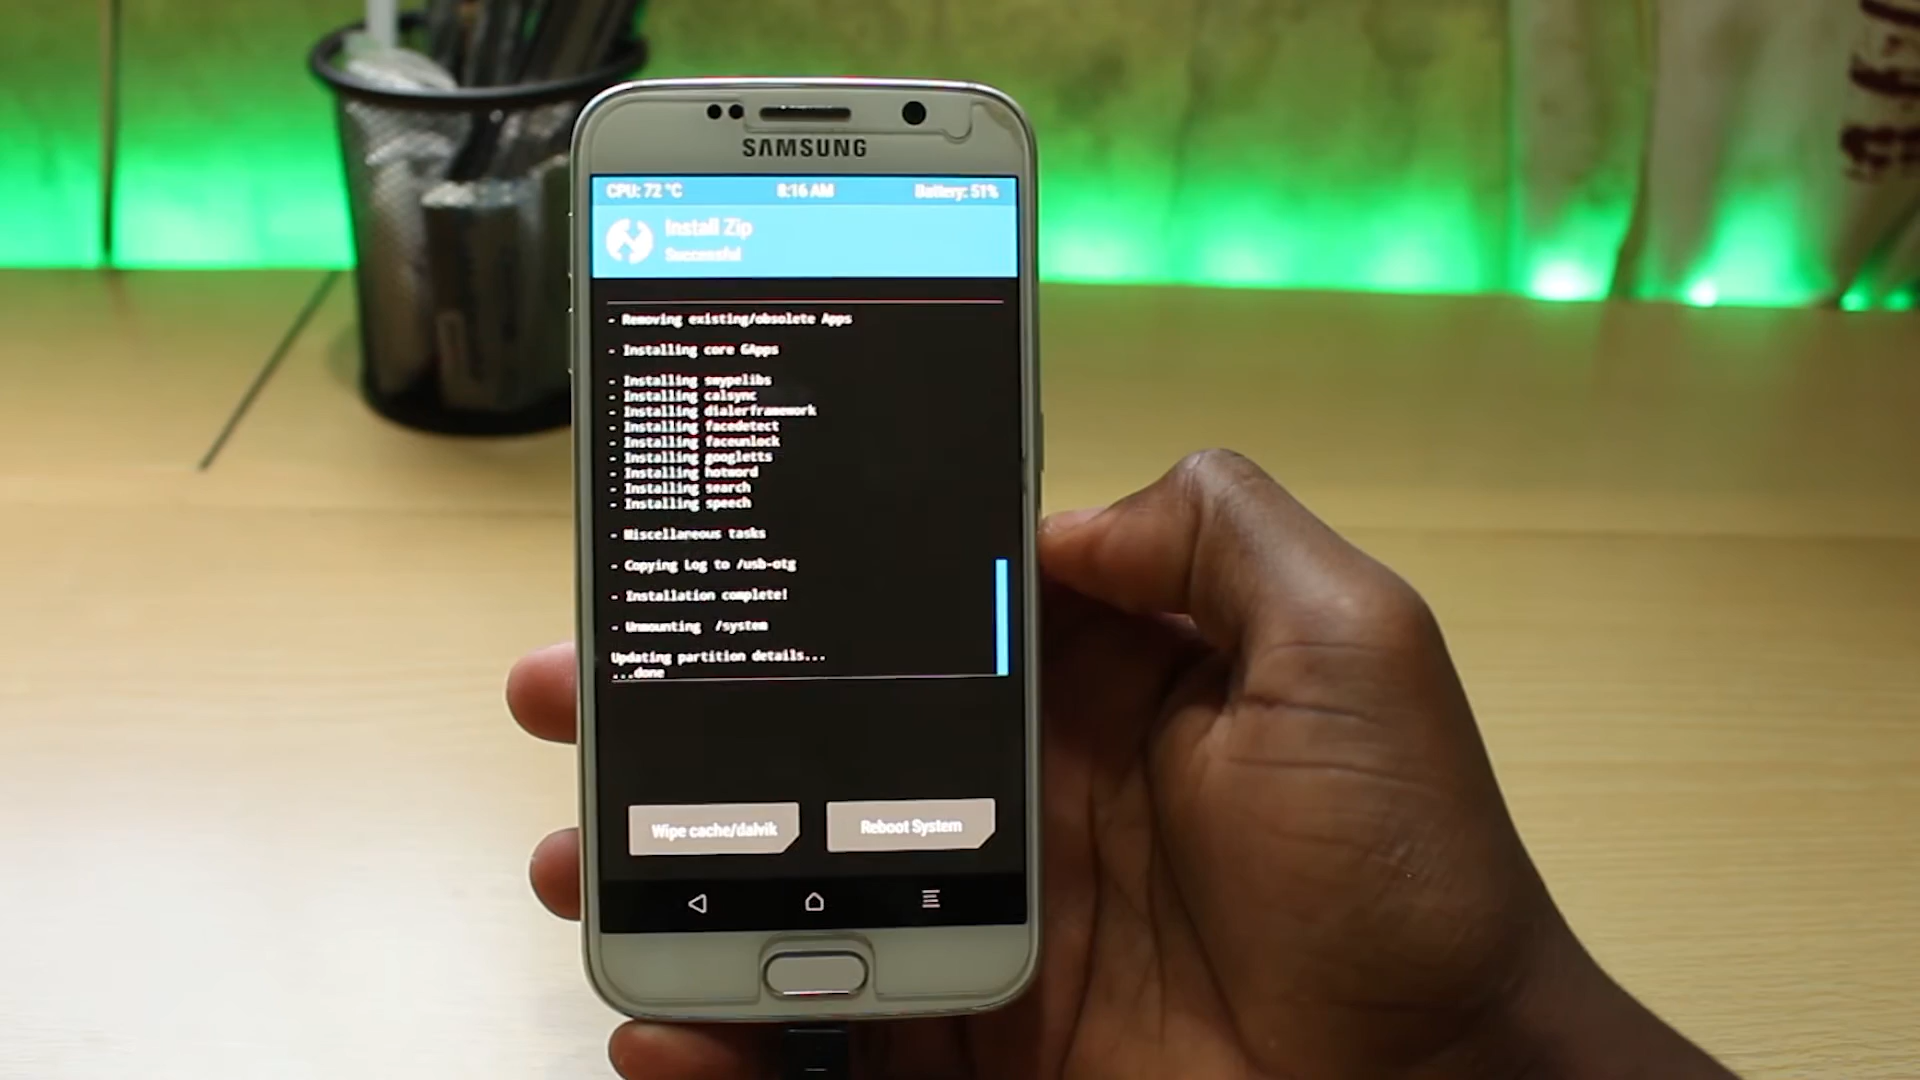 SAMSUNG
CPU: 72 °C 8:16 AM Battery: 51%
Install Zip
Successful
- Removing existing/obsolete Apps
- Installing core GApps
- Installing swypelibs
- Installing calsync
- Installing dialerframework
- Installing facedetect
- Installing faceunlock
- Installing googletts
- Installing hotword
- Installing search
- Installing speech
- Miscellaneous tasks
- Copying Log to /usb-otg
- Installation complete!
- Unmounting /system
Updating partition details...
...done
Wipe cache/dalvik Reboot System